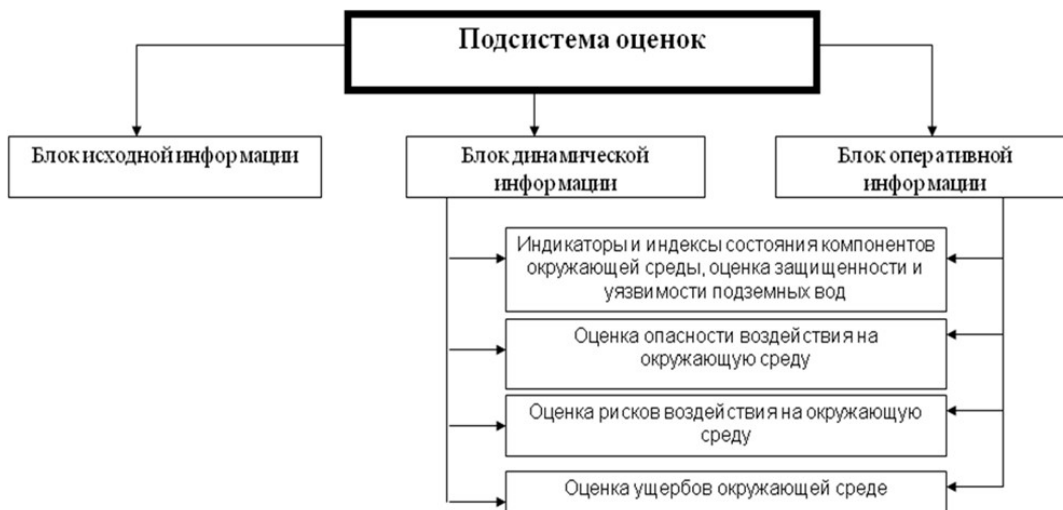 Подсистема оценок
Блок исходной информации
Блок динамической
информации
Блок оперативной
информации
Индикаторы и индексы состояния компонентов
окружающей среды, оценка защищенности и
уязвимости подземных вод
Оценка опасности воздействия на
окружающую среду
Оценка рисков воздействия на окружающую
среду
Оценка ущербов окружающей среде